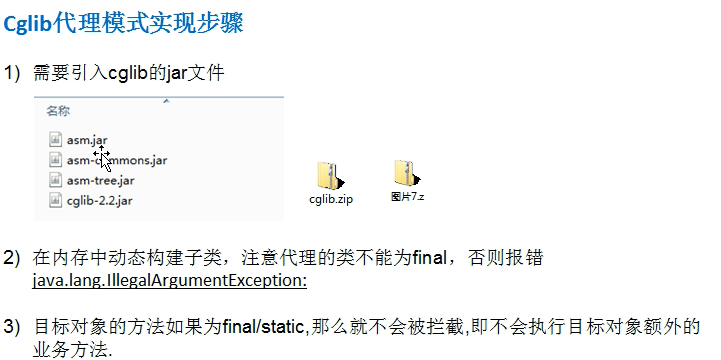 Cglib代理模式实现步骤
1) 需要引入cglib的jar文件
名称
asm.jar
asm-commons.jar
asm-tree.jar
cglib-2.2.jar
cglib.zip
图片7.z
2) 在内存中动态构建子类，注意代理的类不能为final，否则报错
java.lang.IllegalArgumentException:
3) 目标对象的方法如果为final/static,那么就不会被拦截,即不会执行目标对象额外的
业务方法.